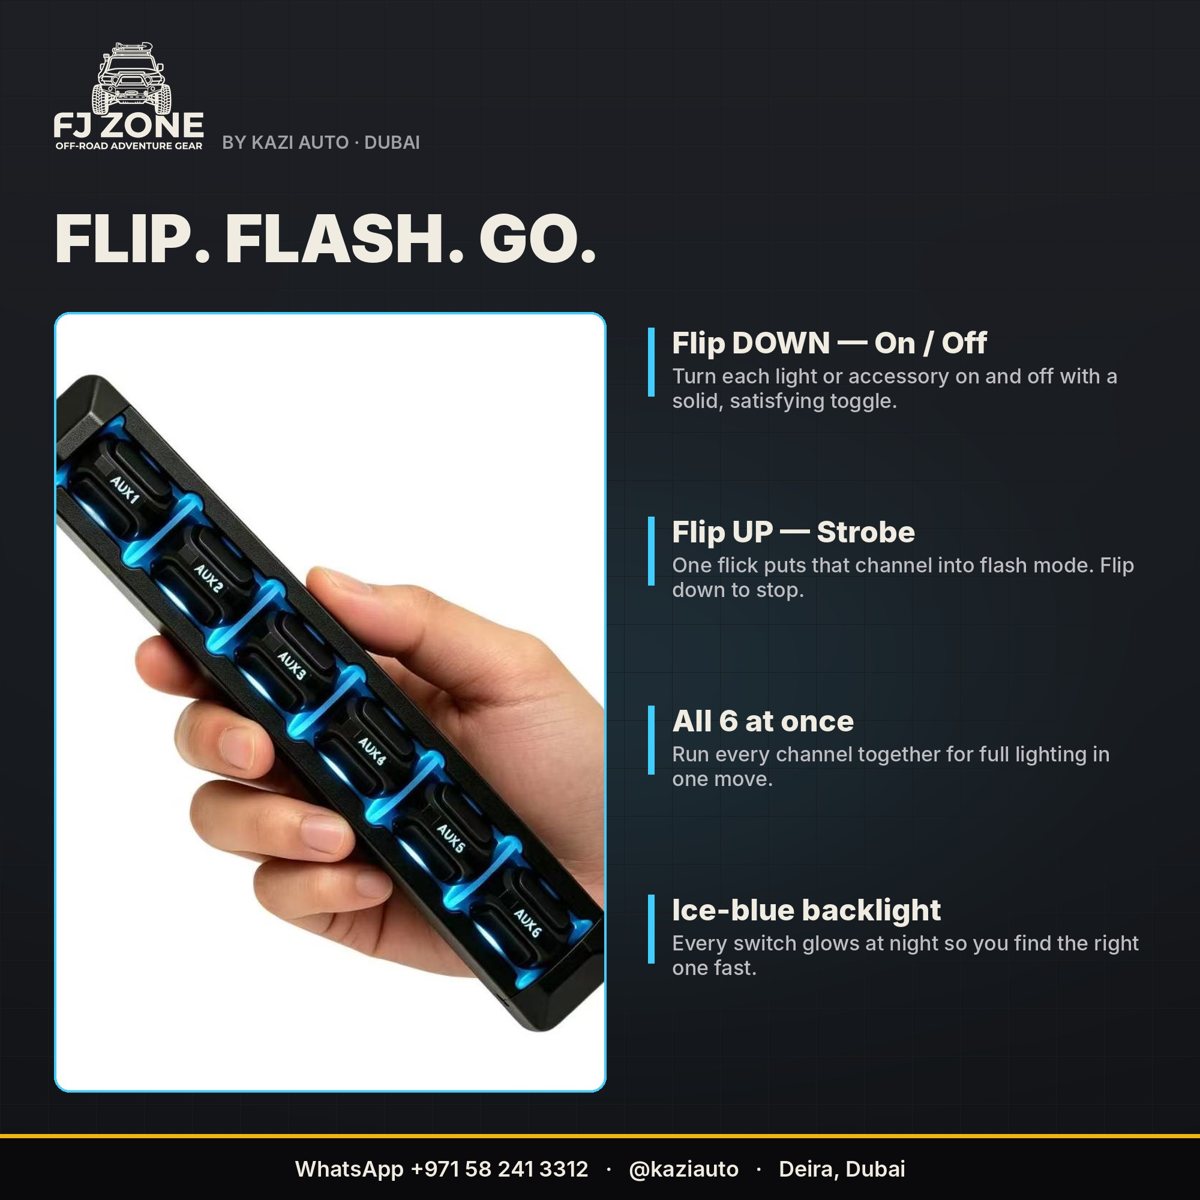 FJ ZONE
OFF-ROAD ADVENTURE GEAR
BY KAZI AUTO · DUBAI
FLIP. FLASH. GO.
AUX1
AUX2
AUX3
AUX4
AUX5
AUX6
Flip DOWN — On / Off
Turn each light or accessory on and off with a
solid, satisfying toggle.
Flip UP — Strobe
One flick puts that channel into flash mode. Flip
down to stop.
All 6 at once
Run every channel together for full lighting in
one move.
Ice-blue backlight
Every switch glows at night so you find the right
one fast.
WhatsApp +971 58 241 3312 · @kaziauto · Deira, Dubai